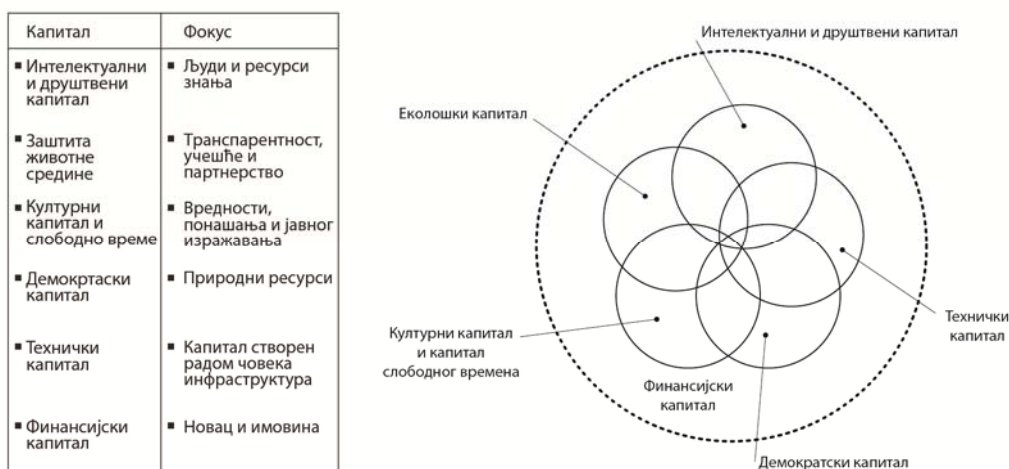 Капитал
Фокус
▪ Интелектуални
и друштвени
капитал
▪ Људи и ресурси
знања
▪ Заштита
животне
средине
▪ Транспарентност,
учешће и
партнерство
▪ Културни
капитал и
слободно време
▪ Вредности,
понашања и јавног
изражавања
▪ Демокртаски
капитал
▪ Природни ресурси
▪ Технички
капитал
▪ Капитал створен
радом човека
инфраструктура
▪ Финансијски
капитал
▪ Новац и имовина
Интелектуални и друштвени капитал
Еколошки капитал
Технички
капитал
Културни капитал
и капитал
слободног времена
Финансијски
капитал
Демократски капитал